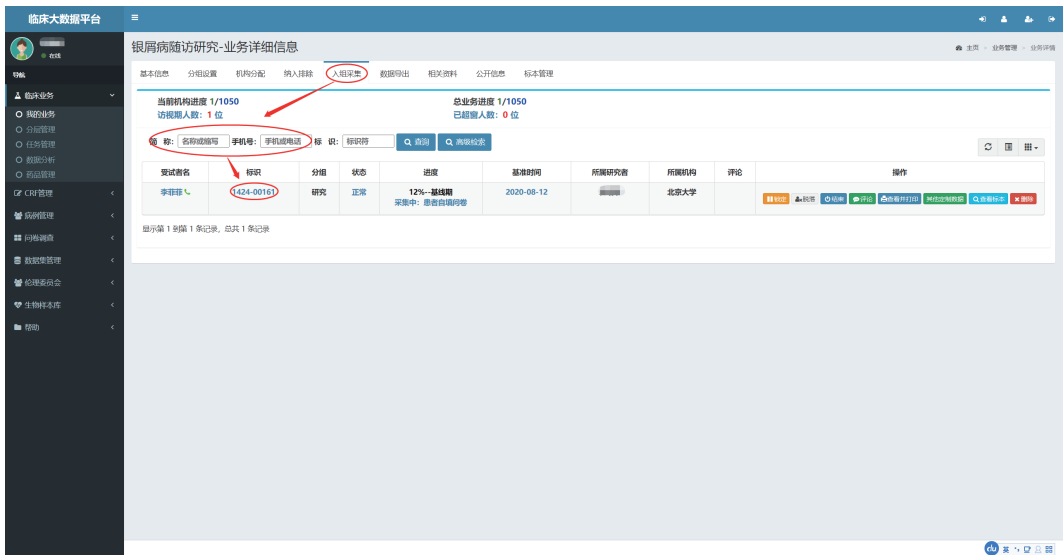 临床大数据平台
在线
导航
临床业务
我的业务
分层管理
任务管理
数据分析
药品管理
CRF管理
病例管理
问卷调查
数据集管理
伦理委员会
生物样本库
帮助
银屑病随访研究-业务详细信息
主页 > 业务管理 > 业务详情
基本信息 分组设置 机构分配 纳入排除 入组采集 数据导出 相关资料 公开信息 标本管理
当前机构进度 1/1050 总业务进度 1/1050
访视期人数: 1 位 已超窗人数: 0 位
简 称: 名称或缩写 手机号: 手机或电话 标 识: 标识符 查询 高级检索
受试者名 标识 分组 状态 进度 基准时间 所属研究者 所属机构 评论 操作
李菲菲 1424-00161 研究 正常 12%--基线期 2020-08-12 北京大学 锁定 脱落 结束 评论 查看并打印 关注定制数据 查看标本 删除
采集中: 患者自填问卷
显示第 1 到第 1 条记录, 总共 1 条记录
du 英